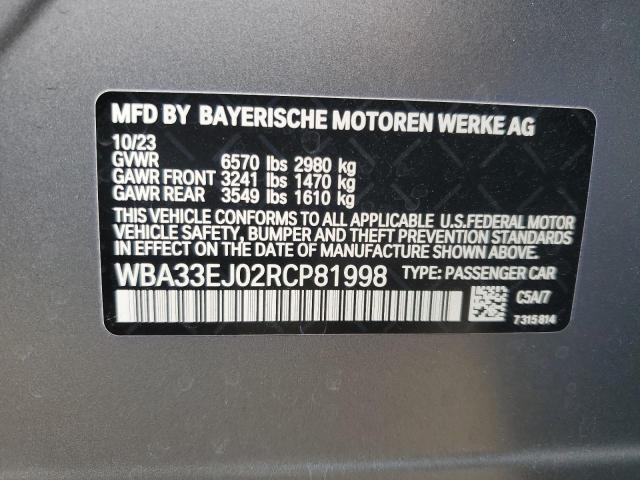 MFD BY BAYERISCHE MOTOREN WERKE AG
10/23
GVWR 6570 lbs 2980 kg
GAWR FRONT 3241 lbs 1470 kg
GAWR REAR 3549 lbs 1610 kg
THIS VEHICLE CONFORMS TO ALL APPLICABLE U.S.FEDERAL MOTOR
VEHICLE SAFETY, BUMPER AND THEFT PREVENTION STANDARDS
IN EFFECT ON THE DATE OF MANUFACTURE SHOWN ABOVE.
WBA33EJ02RCP81998 TYPE: PASSENGER CAR
C5A/7
7315814